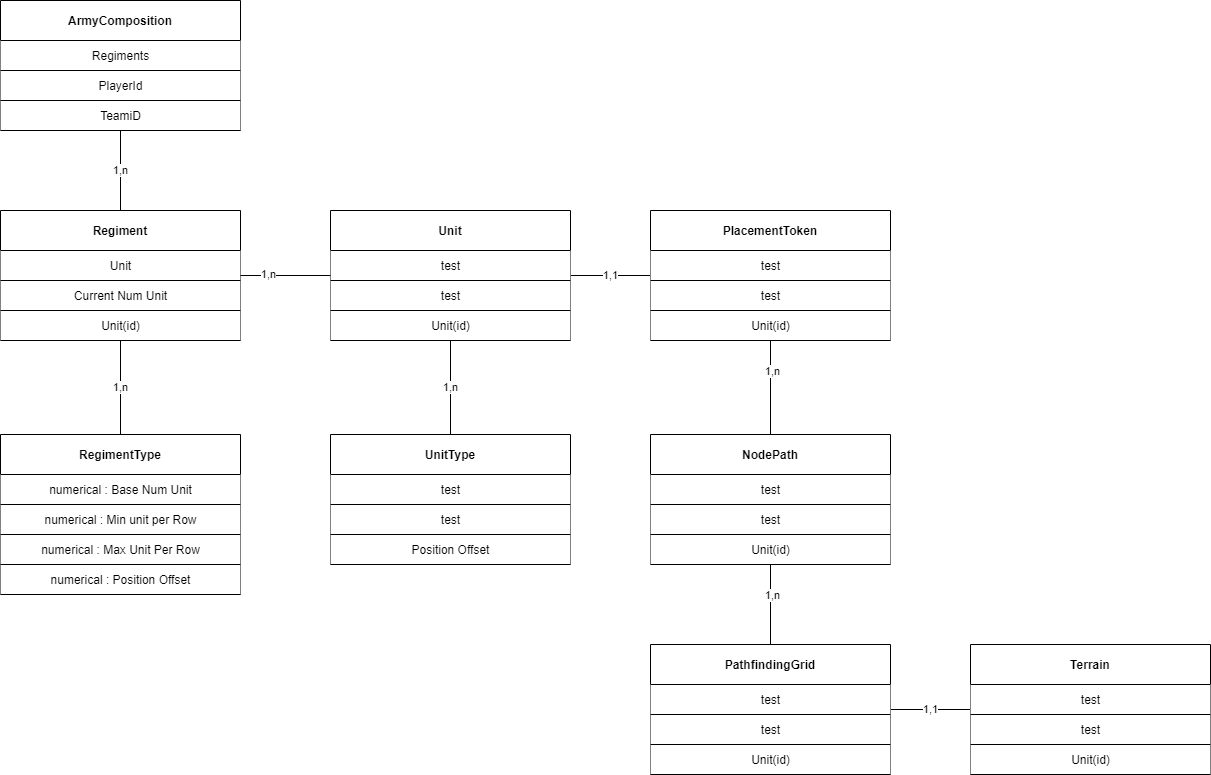 ArmyComposition
Regiments
PlayerId
TeamiD
1,n
Regiment
Unit
Current Num Unit
Unit(id)
1,n
Unit
test
test
Unit(id)
1,1
PlacementToken
test
test
Unit(id)
1,n
1,n
1,n
RegimentType
numerical : Base Num Unit
numerical : Min unit per Row
numerical : Max Unit Per Row
numerical : Position Offset
UnitType
test
test
Position Offset
NodePath
test
test
Unit(id)
1,n
PathfindingGrid
test
test
Unit(id)
1,1
Terrain
test
test
Unit(id)